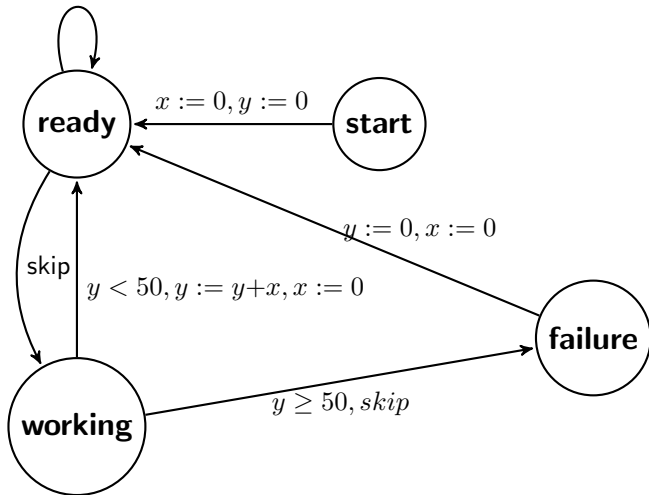 x := 0, y := 0
ready
start
y := 0, x := 0
skip
y < 50, y := y+x, x := 0
failure
y ≥ 50, skip
working